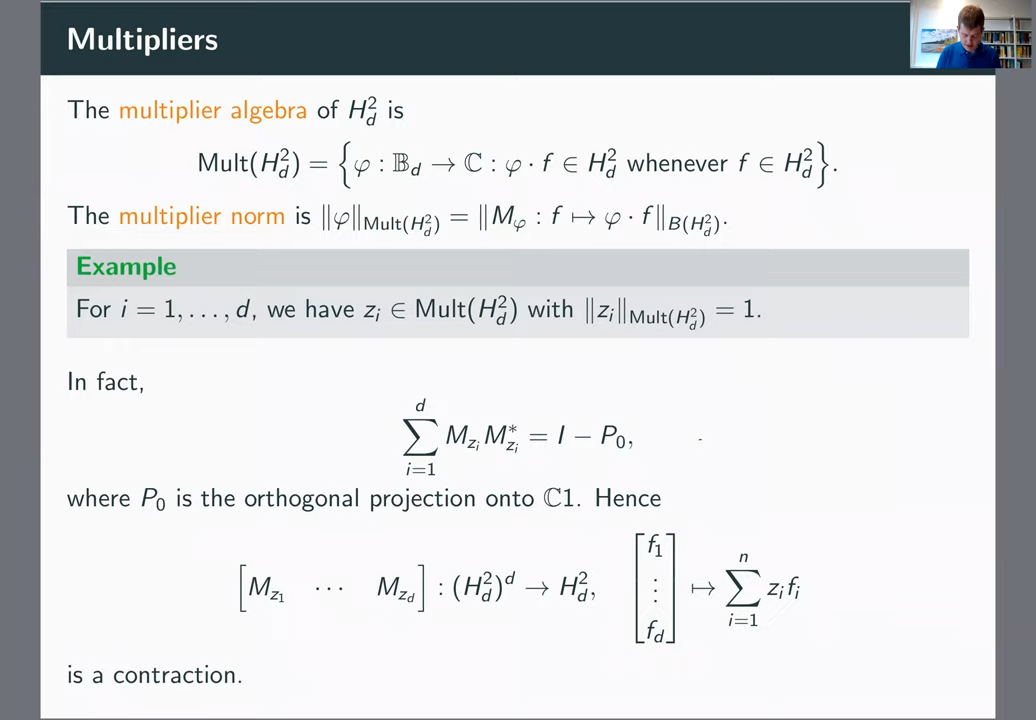 Multipliers
The multiplier algebra of H²_d is
Mult(H²_d) = {φ : 𝔹_d → ℂ : φ · f ∈ H²_d whenever f ∈ H²_d}.
The multiplier norm is ‖φ‖_Mult(H²_d) = ‖M_φ : f ↦ φ · f‖_B(H²_d).
Example
For i = 1, . . . , d, we have z_i ∈ Mult(H²_d) with ‖z_i‖_Mult(H²_d) = 1.
In fact,
∑_{i=1}^{d} M_{z_i} M*_{z_i} = I − P_0,
where P_0 is the orthogonal projection onto ℂ1. Hence
[M_{z_1} ⋯ M_{z_d}] : (H²_d)^d → H²_d, [f_1 ⋮ f_d] ↦ ∑_{i=1}^{n} z_i f_i
is a contraction.